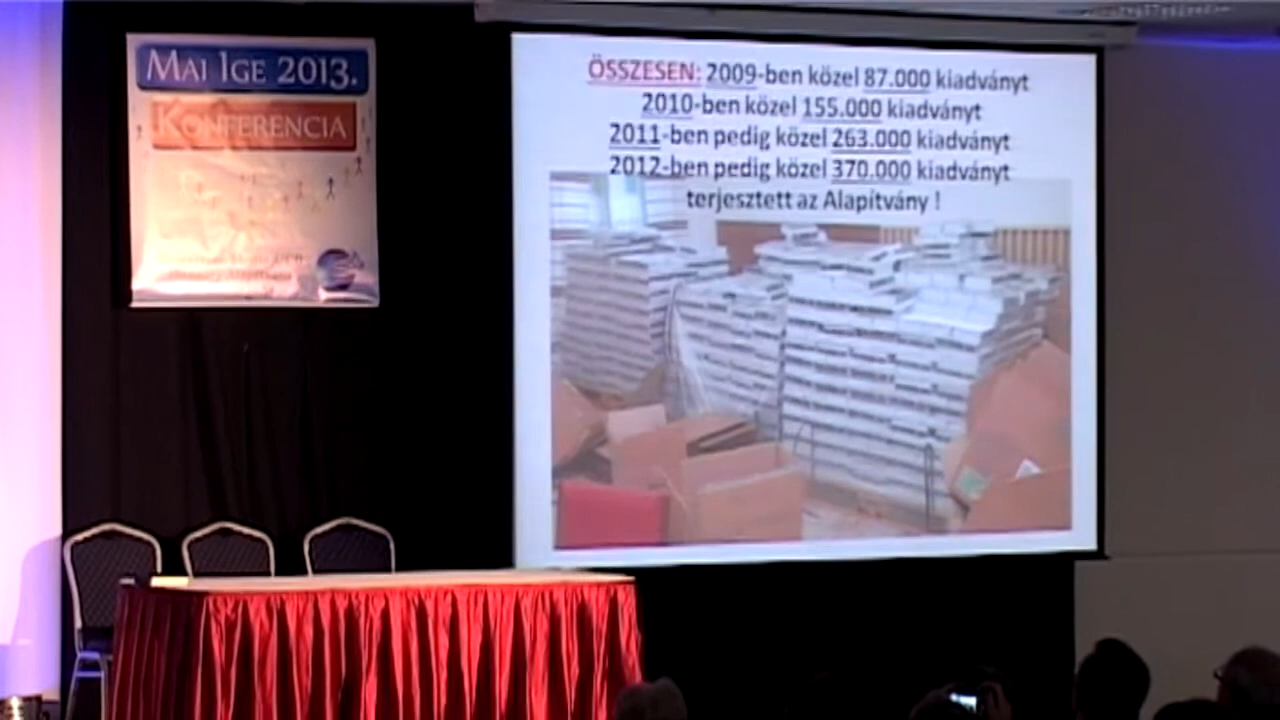 MAI IGE 2013.
KONFERENCIA
ÖSSZESEN: 2009-ben közel 87.000 kiadványt
2010-ben közel 155.000 kiadványt
2011-ben pedig közel 263.000 kiadványt
2012-ben pedig közel 370.000 kiadványt
terjesztett az Alapítvány !